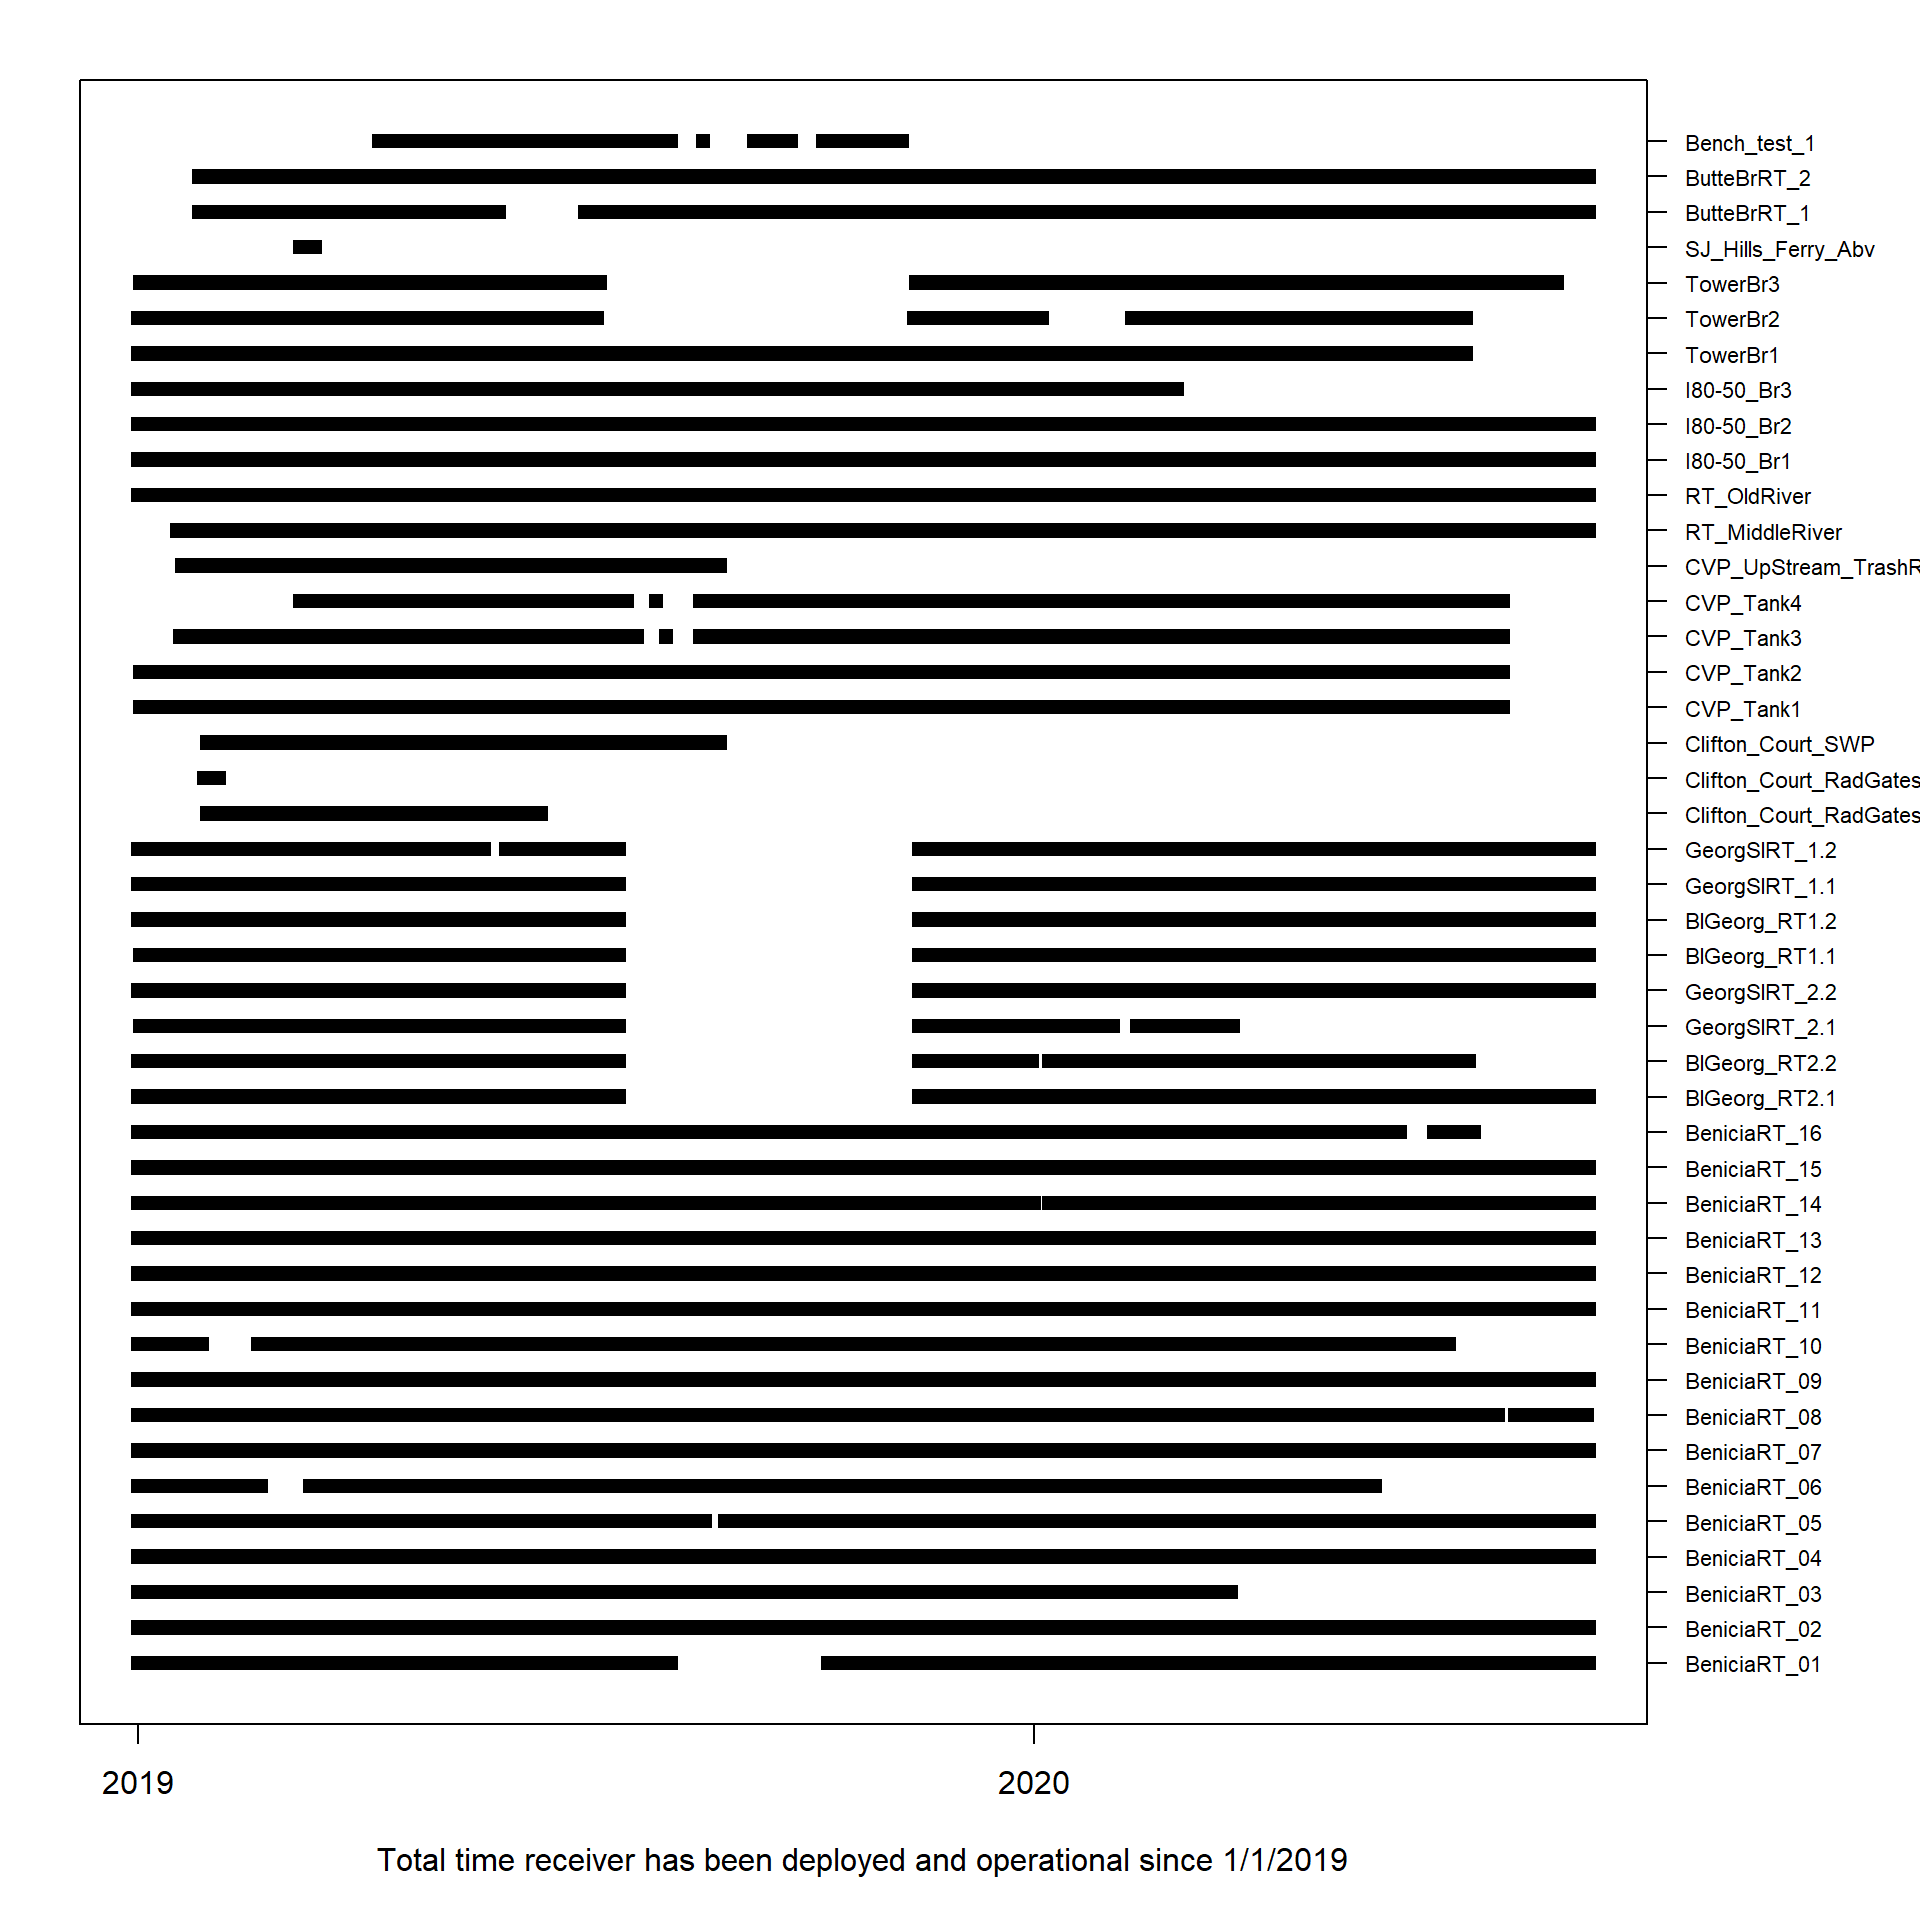 Bench_test_1
ButteBrRT_2
ButteBrRT_1
SJ_Hills_Ferry_Abv
TowerBr3
TowerBr2
TowerBr1
I80-50_Br3
I80-50_Br2
I80-50_Br1
RT_OldRiver
RT_MiddleRiver
CVP_UpStream_TrashR
CVP_Tank4
CVP_Tank3
CVP_Tank2
CVP_Tank1
Clifton_Court_SWP
Clifton_Court_RadGates
Clifton_Court_RadGates
GeorgSlRT_1.2
GeorgSlRT_1.1
BlGeorg_RT1.2
BlGeorg_RT1.1
GeorgSlRT_2.2
GeorgSlRT_2.1
BlGeorg_RT2.2
BlGeorg_RT2.1
BeniciaRT_16
BeniciaRT_15
BeniciaRT_14
BeniciaRT_13
BeniciaRT_12
BeniciaRT_11
BeniciaRT_10
BeniciaRT_09
BeniciaRT_08
BeniciaRT_07
BeniciaRT_06
BeniciaRT_05
BeniciaRT_04
BeniciaRT_03
BeniciaRT_02
BeniciaRT_01
2019 2020
Total time receiver has been deployed and operational since 1/1/2019